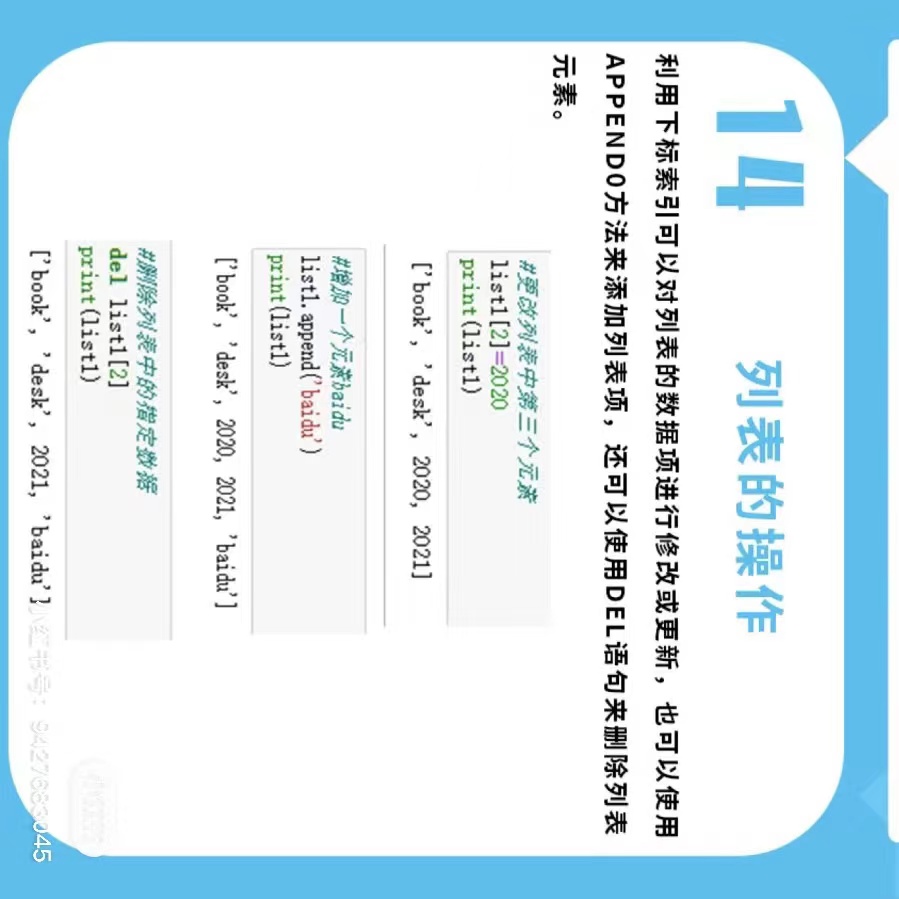 14 列表的操作
利用下标索引可以对列表的数据项进行修改或更新，也可以使用
APPEND0方法来添加列表项，还可以使用DEL语句来删除列表
元素。
#更改列表中第三个元素
list1[2]=2020
print(list1)
['book', 'desk', 2020, 2021]
#增加一个元素baidu
list1.append('baidu')
print(list1)
['book', 'desk', 2020, 2021, 'baidu']
#删除列表中的指定数据
del list1[2]
print(list1)
['book', 'desk', 2021, 'baidu']
小红书号：